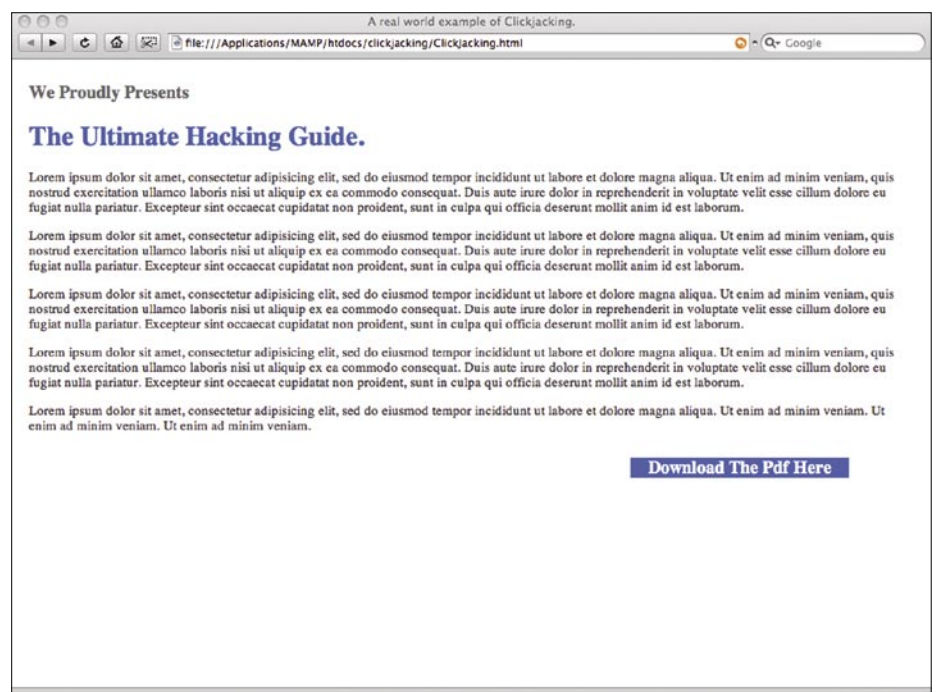 A real world example of Clickjacking.
file:///Applications/MAMP/htdocs/clickjacking/Clickjacking.html
Google
We Proudly Presents
The Ultimate Hacking Guide.
Lorem ipsum dolor sit amet, consectetur adipisicing elit, sed do eiusmod tempor incididunt ut labore et dolore magna aliqua. Ut enim ad minim veniam, quis
nostrud exercitation ullamco laboris nisi ut aliquip ex ea commodo consequat. Duis aute irure dolor in reprehenderit in voluptate velit esse cillum dolore eu
fugiat nulla pariatur. Excepteur sint occaecat cupidatat non proident, sunt in culpa qui officia deserunt mollit anim id est laborum.
Lorem ipsum dolor sit amet, consectetur adipisicing elit, sed do eiusmod tempor incididunt ut labore et dolore magna aliqua. Ut enim ad minim veniam, quis
nostrud exercitation ullamco laboris nisi ut aliquip ex ea commodo consequat. Duis aute irure dolor in reprehenderit in voluptate velit esse cillum dolore eu
fugiat nulla pariatur. Excepteur sint occaecat cupidatat non proident, sunt in culpa qui officia deserunt mollit anim id est laborum.
Lorem ipsum dolor sit amet, consectetur adipisicing elit, sed do eiusmod tempor incididunt ut labore et dolore magna aliqua. Ut enim ad minim veniam, quis
nostrud exercitation ullamco laboris nisi ut aliquip ex ea commodo consequat. Duis aute irure dolor in reprehenderit in voluptate velit esse cillum dolore eu
fugiat nulla pariatur. Excepteur sint occaecat cupidatat non proident, sunt in culpa qui officia deserunt mollit anim id est laborum.
Lorem ipsum dolor sit amet, consectetur adipisicing elit, sed do eiusmod tempor incididunt ut labore et dolore magna aliqua. Ut enim ad minim veniam, quis
nostrud exercitation ullamco laboris nisi ut aliquip ex ea commodo consequat. Duis aute irure dolor in reprehenderit in voluptate velit esse cillum dolore eu
fugiat nulla pariatur. Excepteur sint occaecat cupidatat non proident, sunt in culpa qui officia deserunt mollit anim id est laborum.
Lorem ipsum dolor sit amet, consectetur adipisicing elit, sed do eiusmod tempor incididunt ut labore et dolore magna aliqua. Ut enim ad minim veniam. Ut
enim ad minim veniam. Ut enim ad minim veniam.
Download The Pdf Here